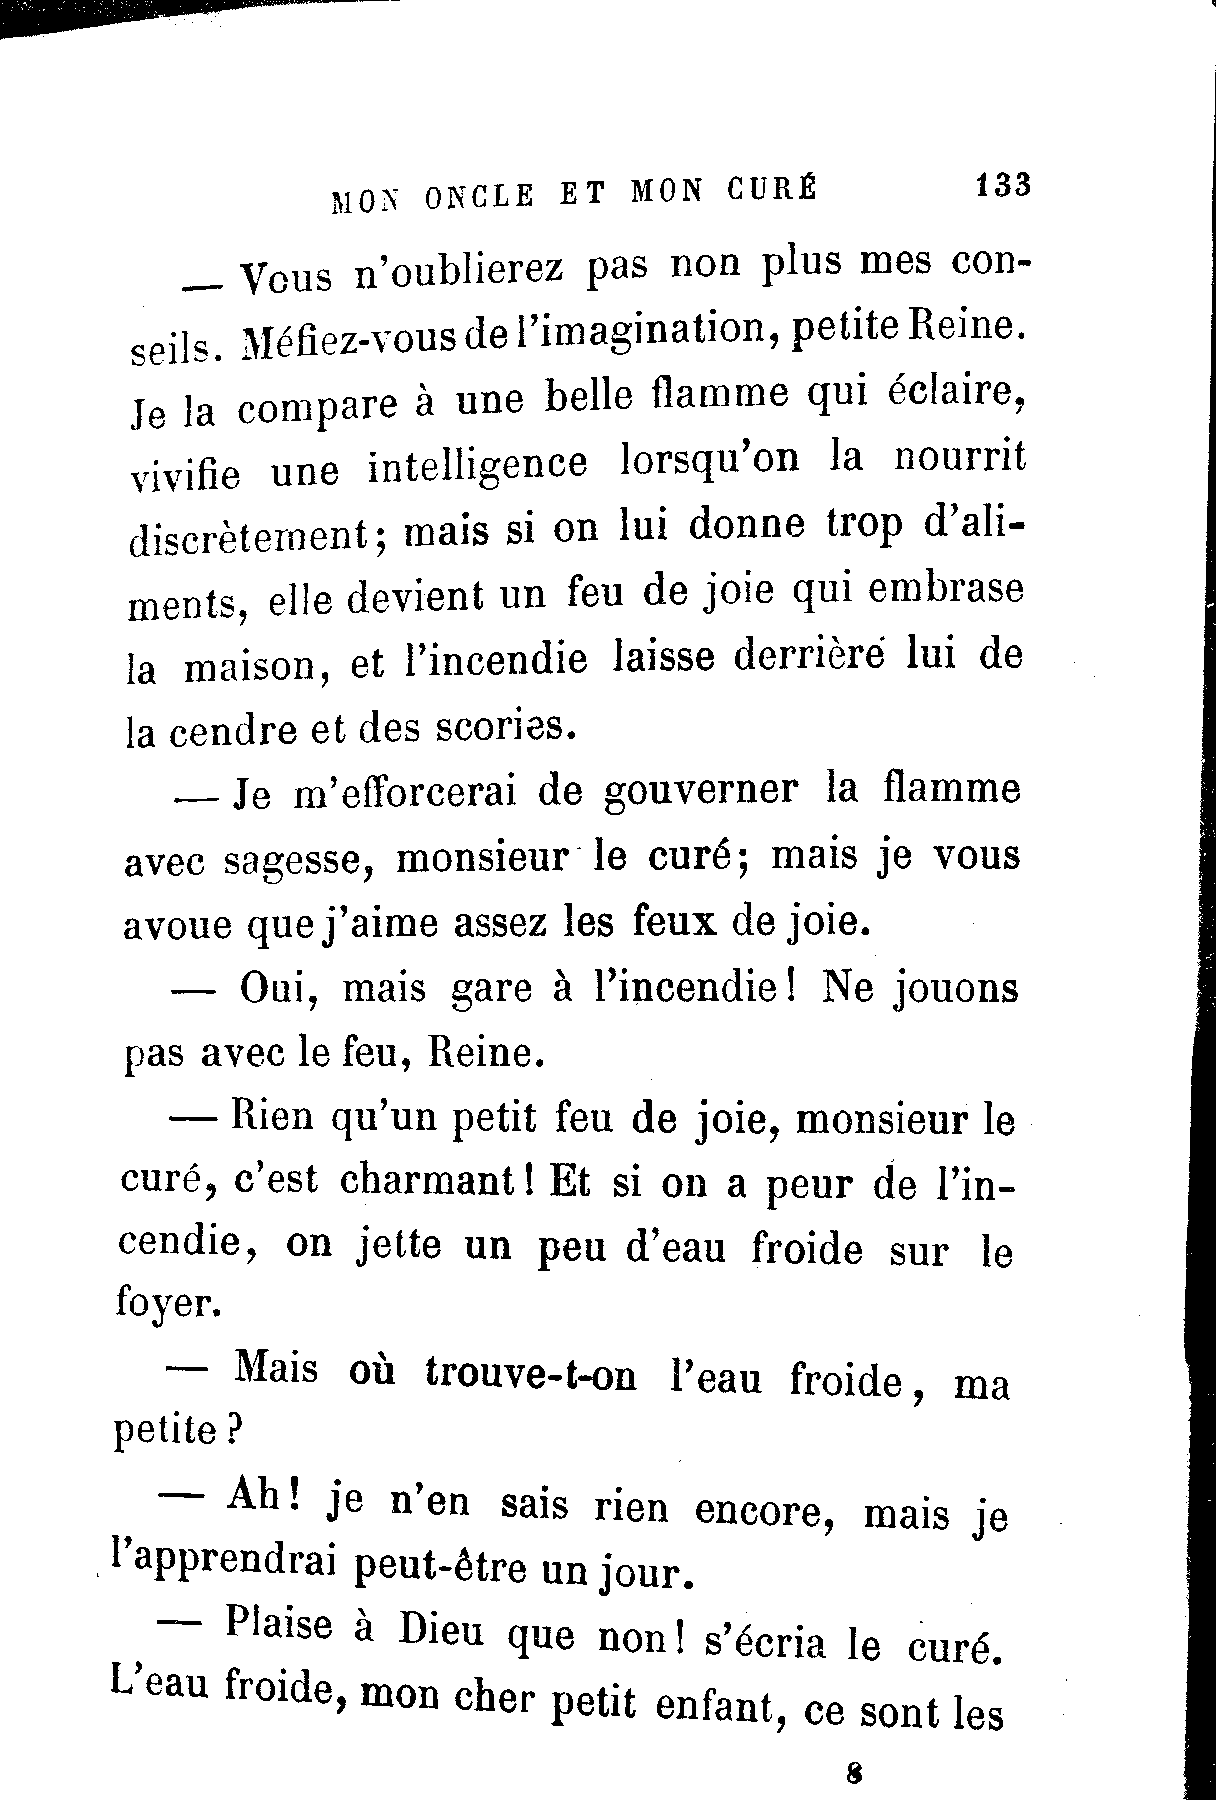 MON ONCLE ET MON CURÉ 133
— Vous n'oublierez pas non plus mes con-
seils. Méfiez-vous de l'imagination, petite Reine.
Je la compare à une belle flamme qui éclaire,
vivifie une intelligence lorsqu'on la nourrit
discrètement; mais si on lui donne trop d'ali-
ments, elle devient un feu de joie qui embrase
la maison, et l'incendie laisse derrière lui de
la cendre et des scories.
— Je m'efforcerai de gouverner la flamme
avec sagesse, monsieur le curé; mais je vous
avoue que j'aime assez les feux de joie.
— Oui, mais gare à l'incendie! Ne jouons
pas avec le feu, Reine.
— Rien qu'un petit feu de joie, monsieur le
curé, c'est charmant! Et si on a peur de l'in-
cendie, on jette un peu d'eau froide sur le
foyer.
— Mais où trouve-t-on l'eau froide, ma
petite?
— Ah! je n'en sais rien encore, mais je
l'apprendrai peut-être un jour.
— Plaise à Dieu que non! s'écria le curé.
L'eau froide, mon cher petit enfant, ce sont les
8